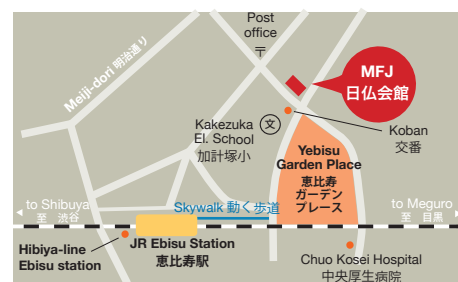 Post
office
〒
Meiji-dori 明治通り
MFJ
日仏会館
Kakezuka
El. School
加計塚小
文
Koban
交番
Yebisu
Garden Place
恵比寿
ガーデン
プレース
to Shibuya
至 渋谷
Skywalk 動く歩道
to Meguro
至 目黒
Hibiya-line
Ebisu station
JR Ebisu Station
恵比寿駅
Chuo Kosei Hospital
中央厚生病院